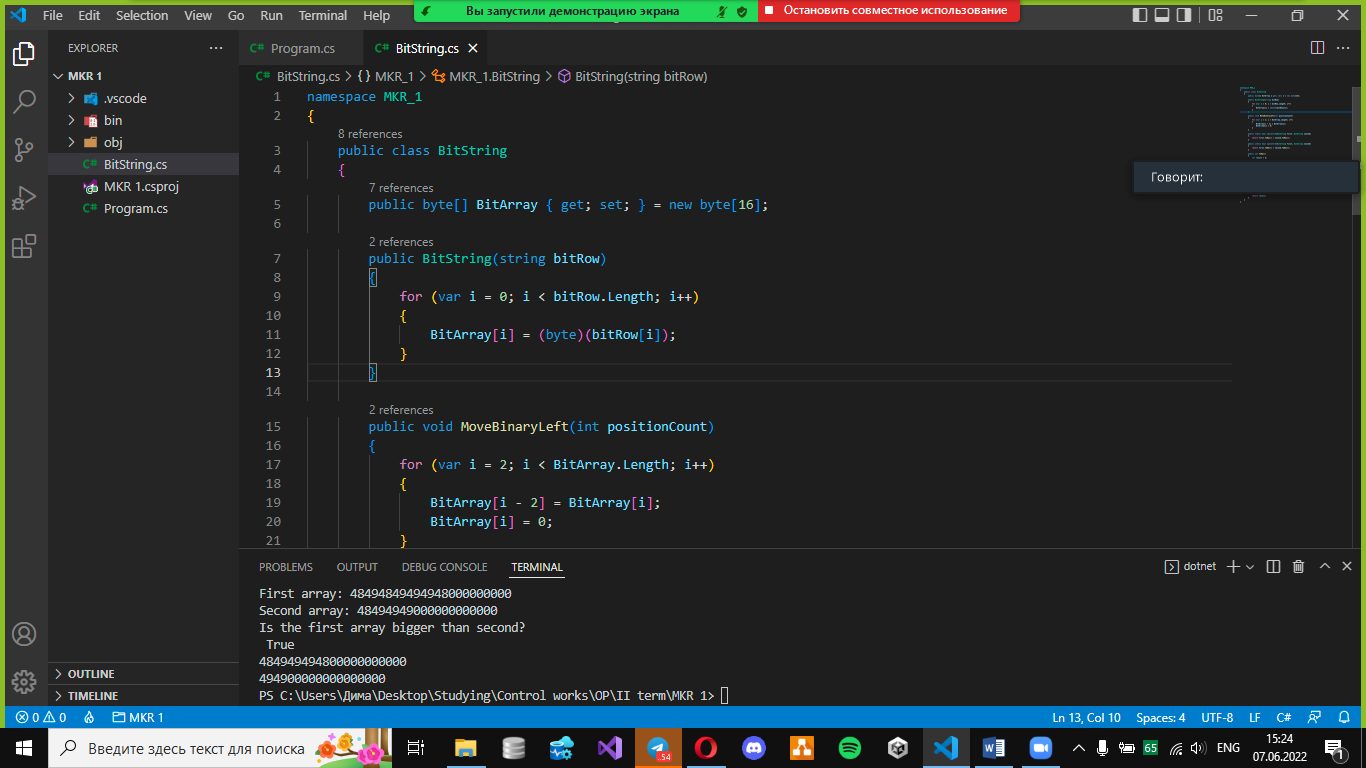 File Edit Selection View Go Run Terminal Help
Вы запустили демонстрацию экрана
Остановить совместное использование
EXPLORER
MKR 1
.vscode
bin
obj
BitString.cs
MKR 1.csproj
Program.cs
OUTLINE
TIMELINE
Program.cs BitString.cs
BitString.cs > {} MKR_1 > MKR_1.BitString > BitString(string bitRow)
1 namespace MKR_1
2 {
8 references
3 public class BitString
4 {
7 references
5 public byte[] BitArray { get; set; } = new byte[16];
6
2 references
7 public BitString(string bitRow)
8 {
9 for (var i = 0; i < bitRow.Length; i++)
10 {
11 BitArray[i] = (byte)(bitRow[i]);
12 }
13 }
14
2 references
15 public void MoveBinaryLeft(int positionCount)
16 {
17 for (var i = 2; i < BitArray.Length; i++)
18 {
19 BitArray[i - 2] = BitArray[i];
20 BitArray[i] = 0;
21 }
Говорит:
PROBLEMS OUTPUT DEBUG CONSOLE TERMINAL
dotnet
First array: 48494849494948000000000
Second array: 48494949000000000000
Is the first array bigger than second?
True
484949494800000000000
494900000000000000
PS C:\Users\Дима\Desktop\Studying\Control works\OP\II term\MKR 1>
0 0 MKR 1
Ln 13, Col 10 Spaces: 4 UTF-8 LF C#
Введите здесь текст для поиска
.54
65
ENG
15:24
07.06.2022
1